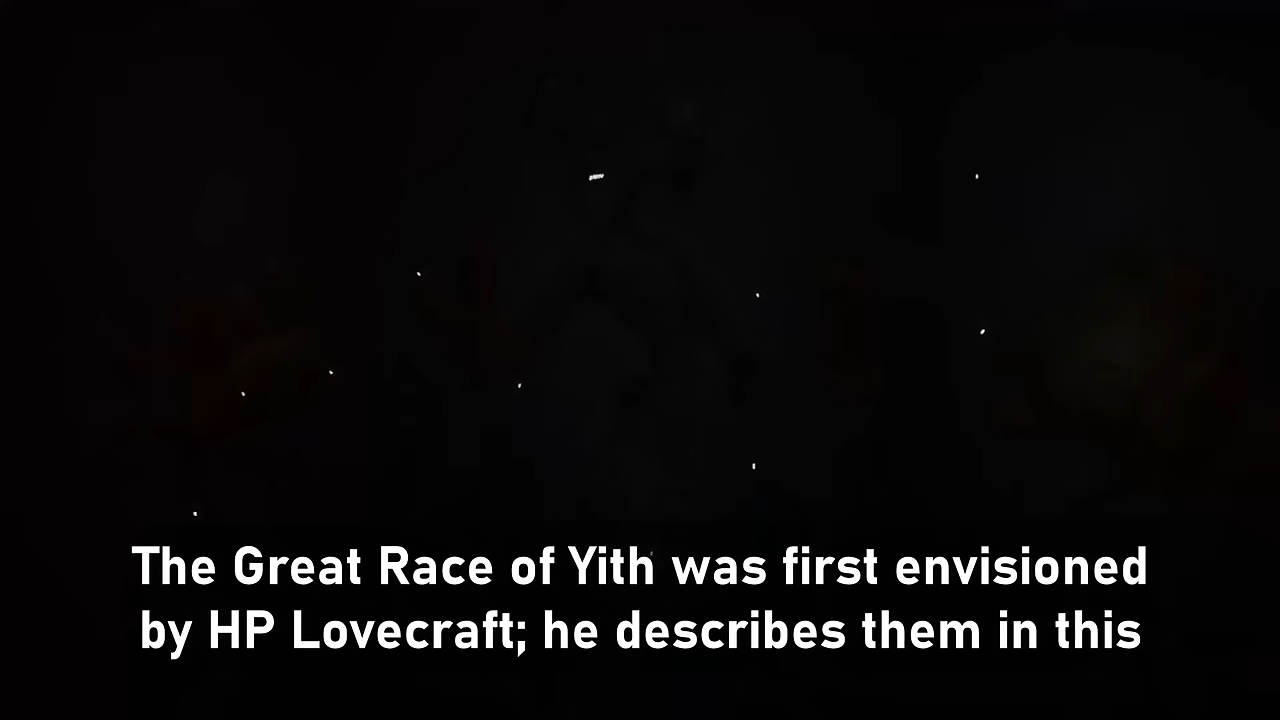 The Great Race of Yith was first envisioned
by HP Lovecraft; he describes them in this